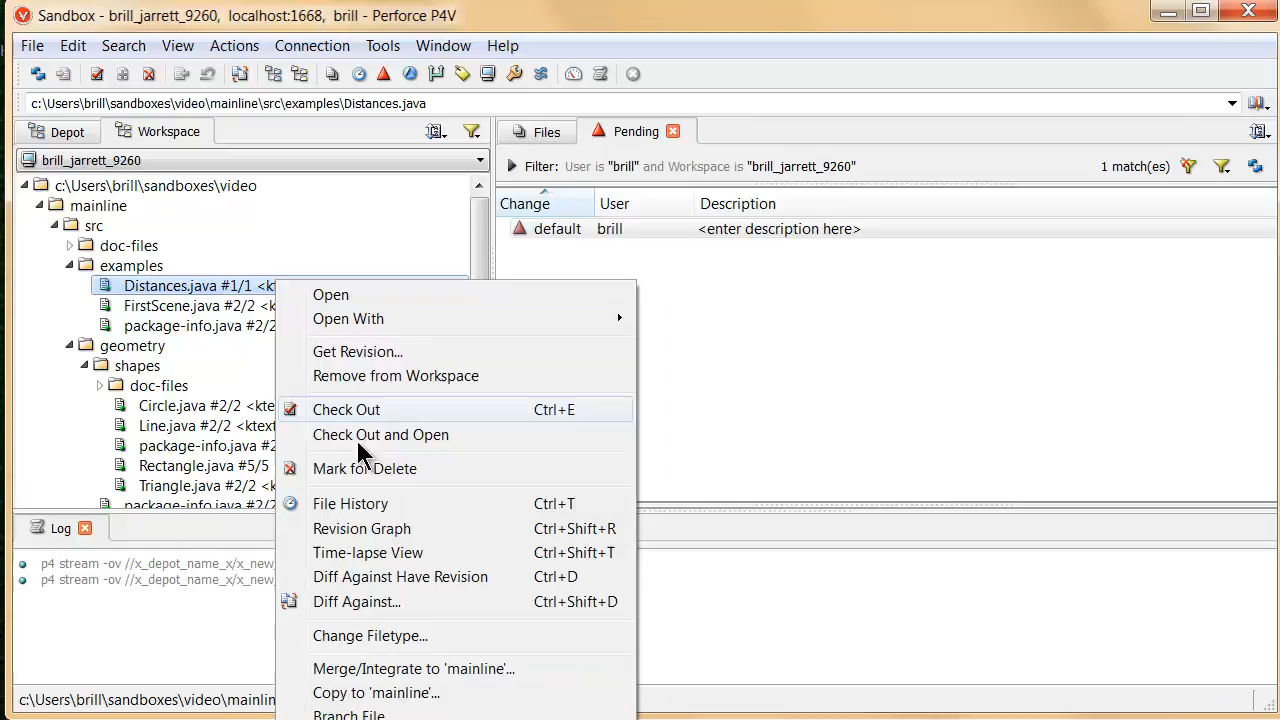 Sandbox - brill_jarrett_9260, localhost:1668, brill - Perforce P4V
File Edit Search View Actions Connection Tools Window Help
c:\Users\brill\sandboxes\video\mainline\src\examples\Distances.java
Depot Workspace
Files Pending
brill_jarrett_9260
Filter: User is "brill" and Workspace is "brill_jarrett_9260" 1 match(es)
c:\Users\brill\sandboxes\video
mainline
src
doc-files
examples
Distances.java #1/1 <k
FirstScene.java #2/2 <k
package-info.java #2/2
geometry
shapes
doc-files
Circle.java #2/2 <kte
Line.java #2/2 <ktext
package-info.java #2/2
Rectangle.java #5/5
Triangle.java #2/2 <k
package-info.java #2/2
Change User Description
default brill <enter description here>
Open
Open With
Get Revision...
Remove from Workspace
Check Out Ctrl+E
Check Out and Open
Mark for Delete
File History Ctrl+T
Revision Graph Ctrl+Shift+R
Time-lapse View Ctrl+Shift+T
Diff Against Have Revision Ctrl+D
Diff Against... Ctrl+Shift+D
Change Filetype...
Merge/Integrate to 'mainline'...
Copy to 'mainline'...
Branch File
Log
p4 stream -ov //x_depot_name_x/x_new
p4 stream -ov //x_depot_name_x/x_new
c:\Users\brill\sandboxes\video\mainlin